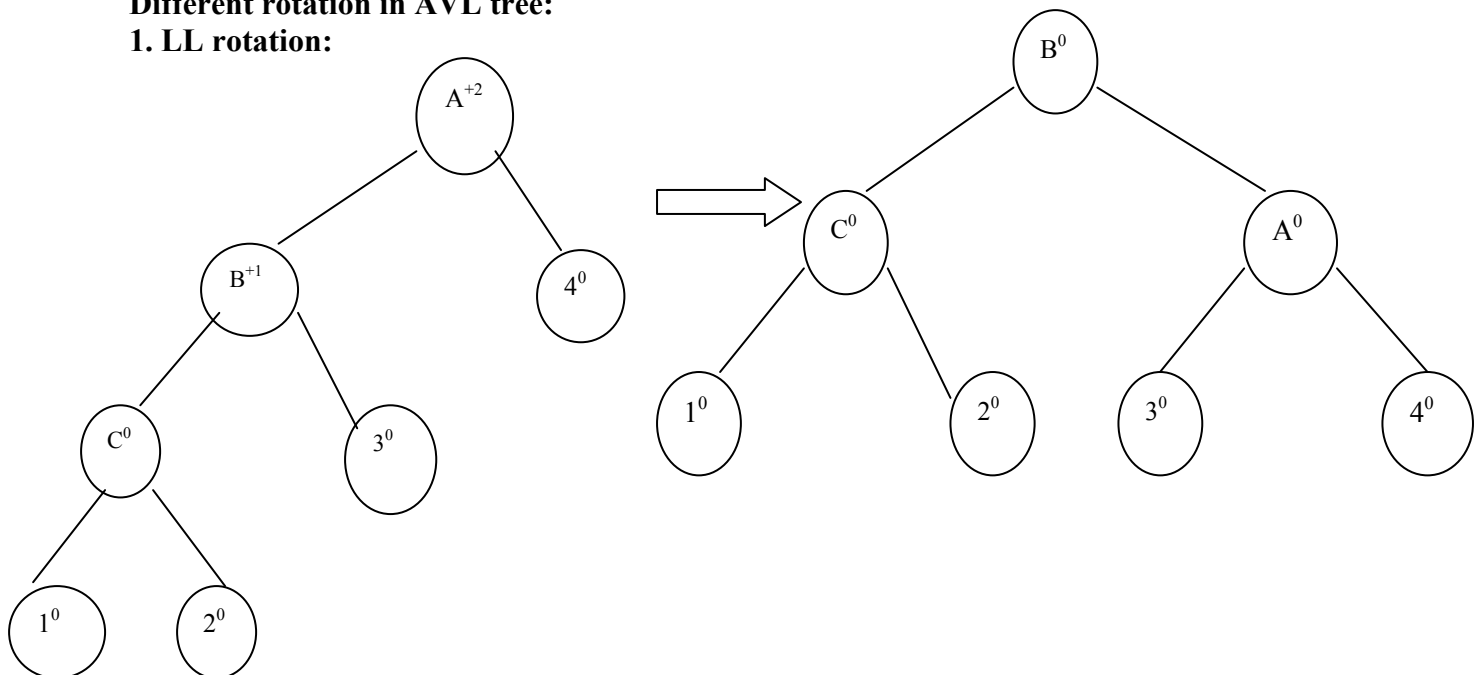 Different rotation in AVL tree:
1. LL rotation:
A⁺²
B⁺¹
4⁰
C⁰
3⁰
1⁰
2⁰
B⁰
C⁰
A⁰
1⁰
2⁰
3⁰
4⁰